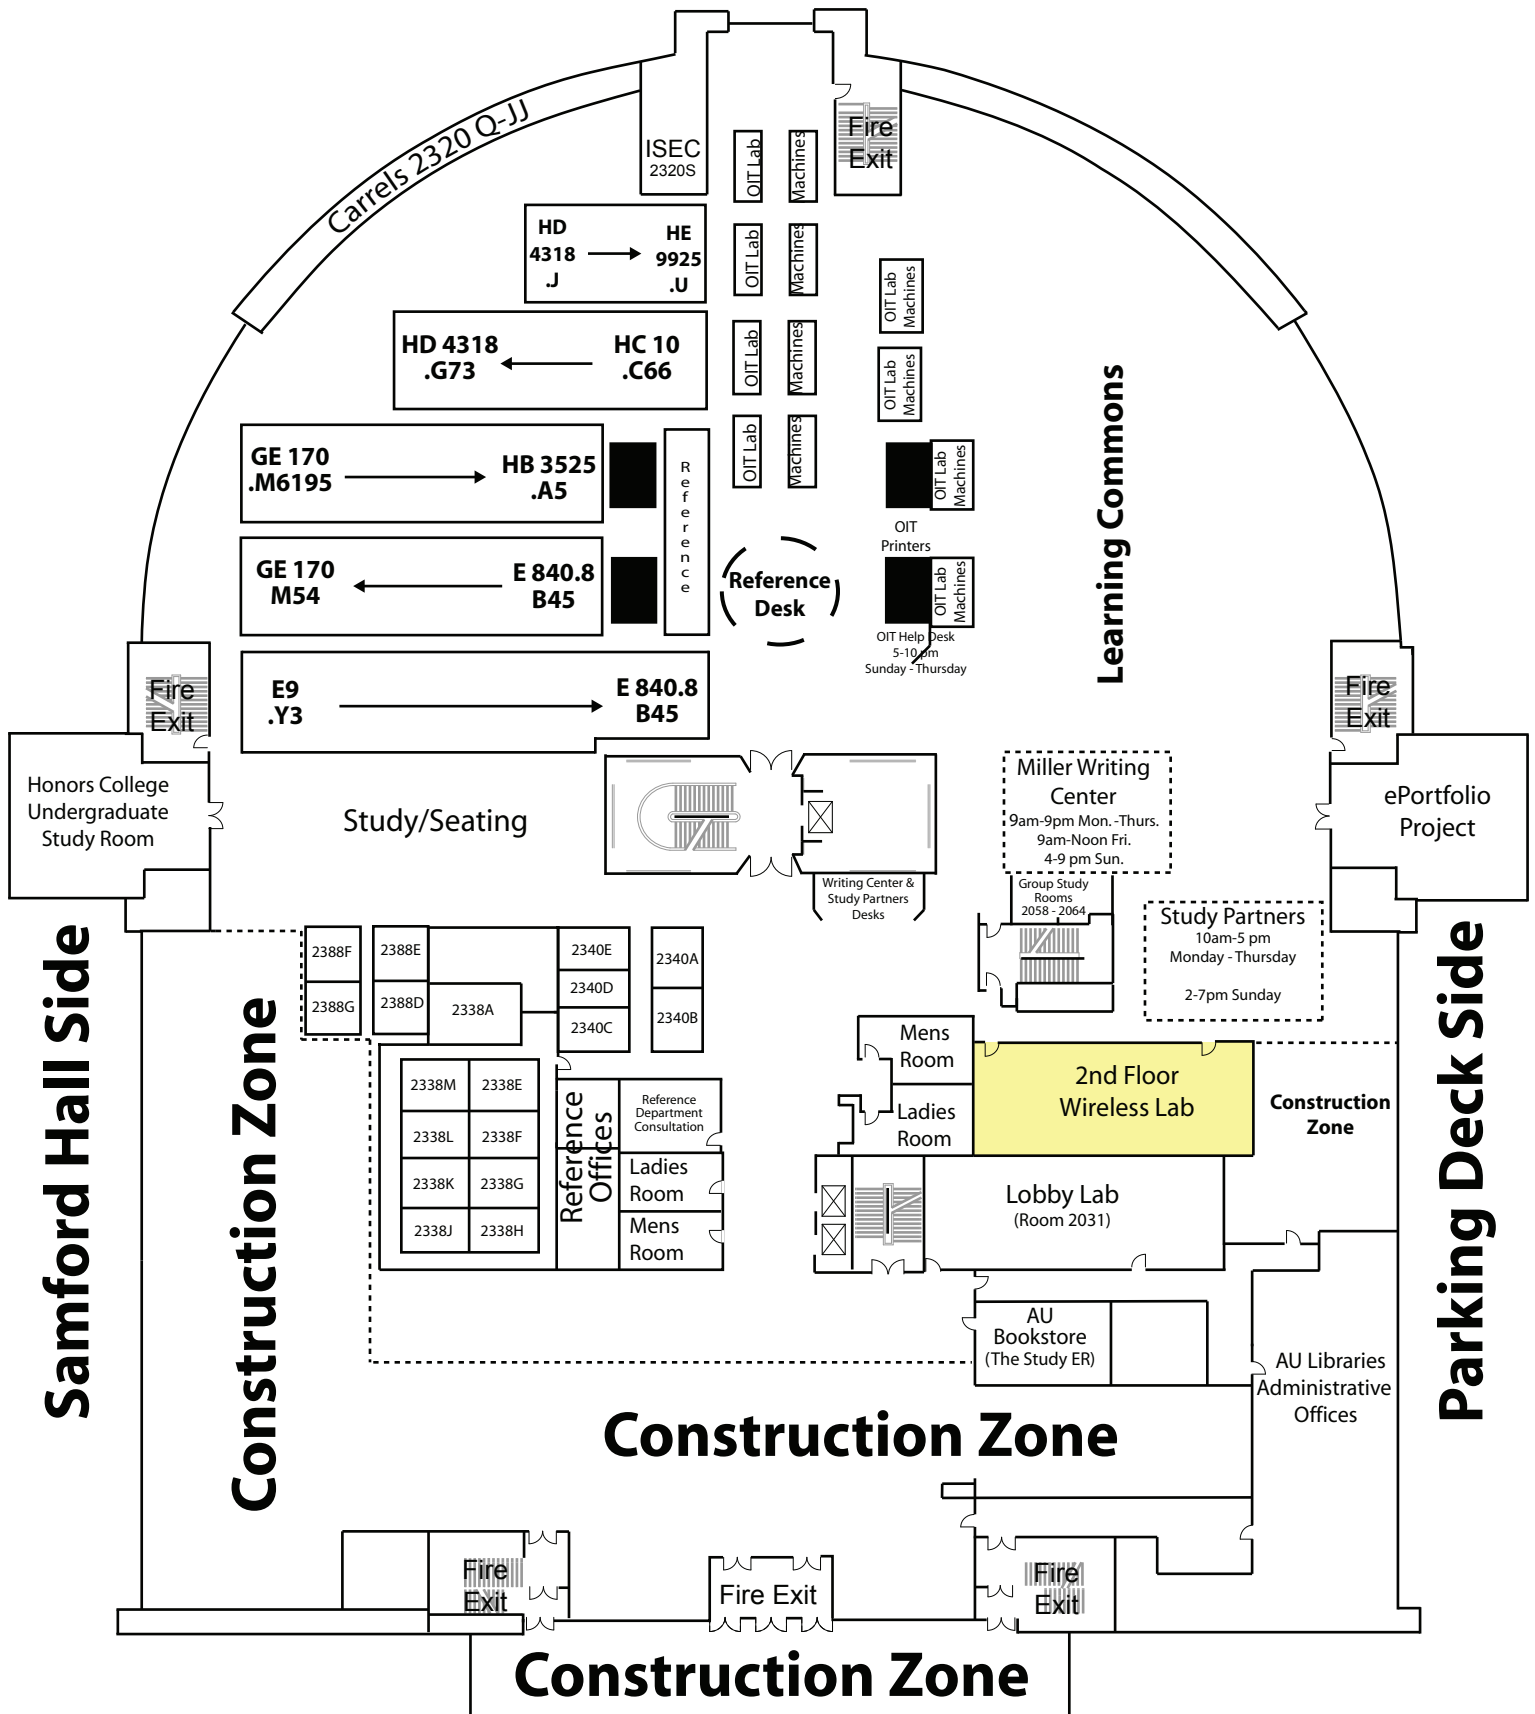 Carrels 2320 Q-JJ
ISEC
2320S
Fire
Exit
OIT Lab
Machines
OIT Lab
Machines
OIT Lab
Machines
OIT Lab
Machines
OIT Lab
Machines
OIT Lab
Machines
OIT Lab
Machines
OIT Lab
Machines
HD
4318
.J
HE
9925
.U
HD 4318
.G73
HC 10
.C66
GE 170
.M6195
HB 3525
.A5
Reference
GE 170
M54
E 840.8
B45
E9
.Y3
E 840.8
B45
Reference
Desk
OIT
Printers
OIT Help Desk
5-10 pm
Sunday - Thursday
Learning Commons
Fire
Exit
Fire
Exit
Honors College
Undergraduate
Study Room
Study/Seating
Miller Writing
Center
9am-9pm Mon. -Thurs.
9am-Noon Fri.
4-9 pm Sun.
ePortfolio
Project
Writing Center &
Study Partners
Desks
Group Study
Rooms
2058 - 2064
Study Partners
10am-5 pm
Monday - Thursday
2-7pm Sunday
Samford Hall Side
Construction Zone
2388F
2388G
2388E
2388D
2338A
2340E
2340D
2340C
2340A
2340B
2338M
2338E
2338L
2338F
2338K
2338G
2338J
2338H
Reference
Offices
Reference
Department
Consultation
Ladies
Room
Mens
Room
Mens
Room
Ladies
Room
2nd Floor
Wireless Lab
Construction
Zone
Parking Deck Side
Lobby Lab
(Room 2031)
AU
Bookstore
(The Study ER)
AU Libraries
Administrative
Offices
Construction Zone
Fire
Exit
Fire Exit
Fire
Exit
Construction Zone